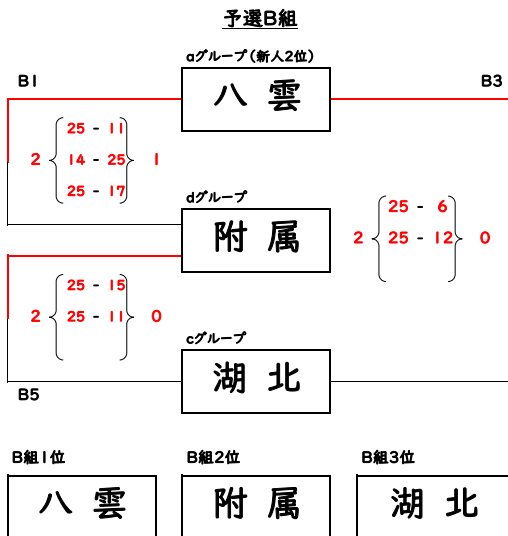 予選B組
aグループ(新人2位)
B1 B3
八雲
25 - 11
2 14 - 25 1
25 - 17
dグループ
附属
25 - 6
2 25 - 12 0
25 - 15
2 25 - 11 0
cグループ
湖北
B5
B組1位 B組2位 B組3位
八雲 附属 湖北